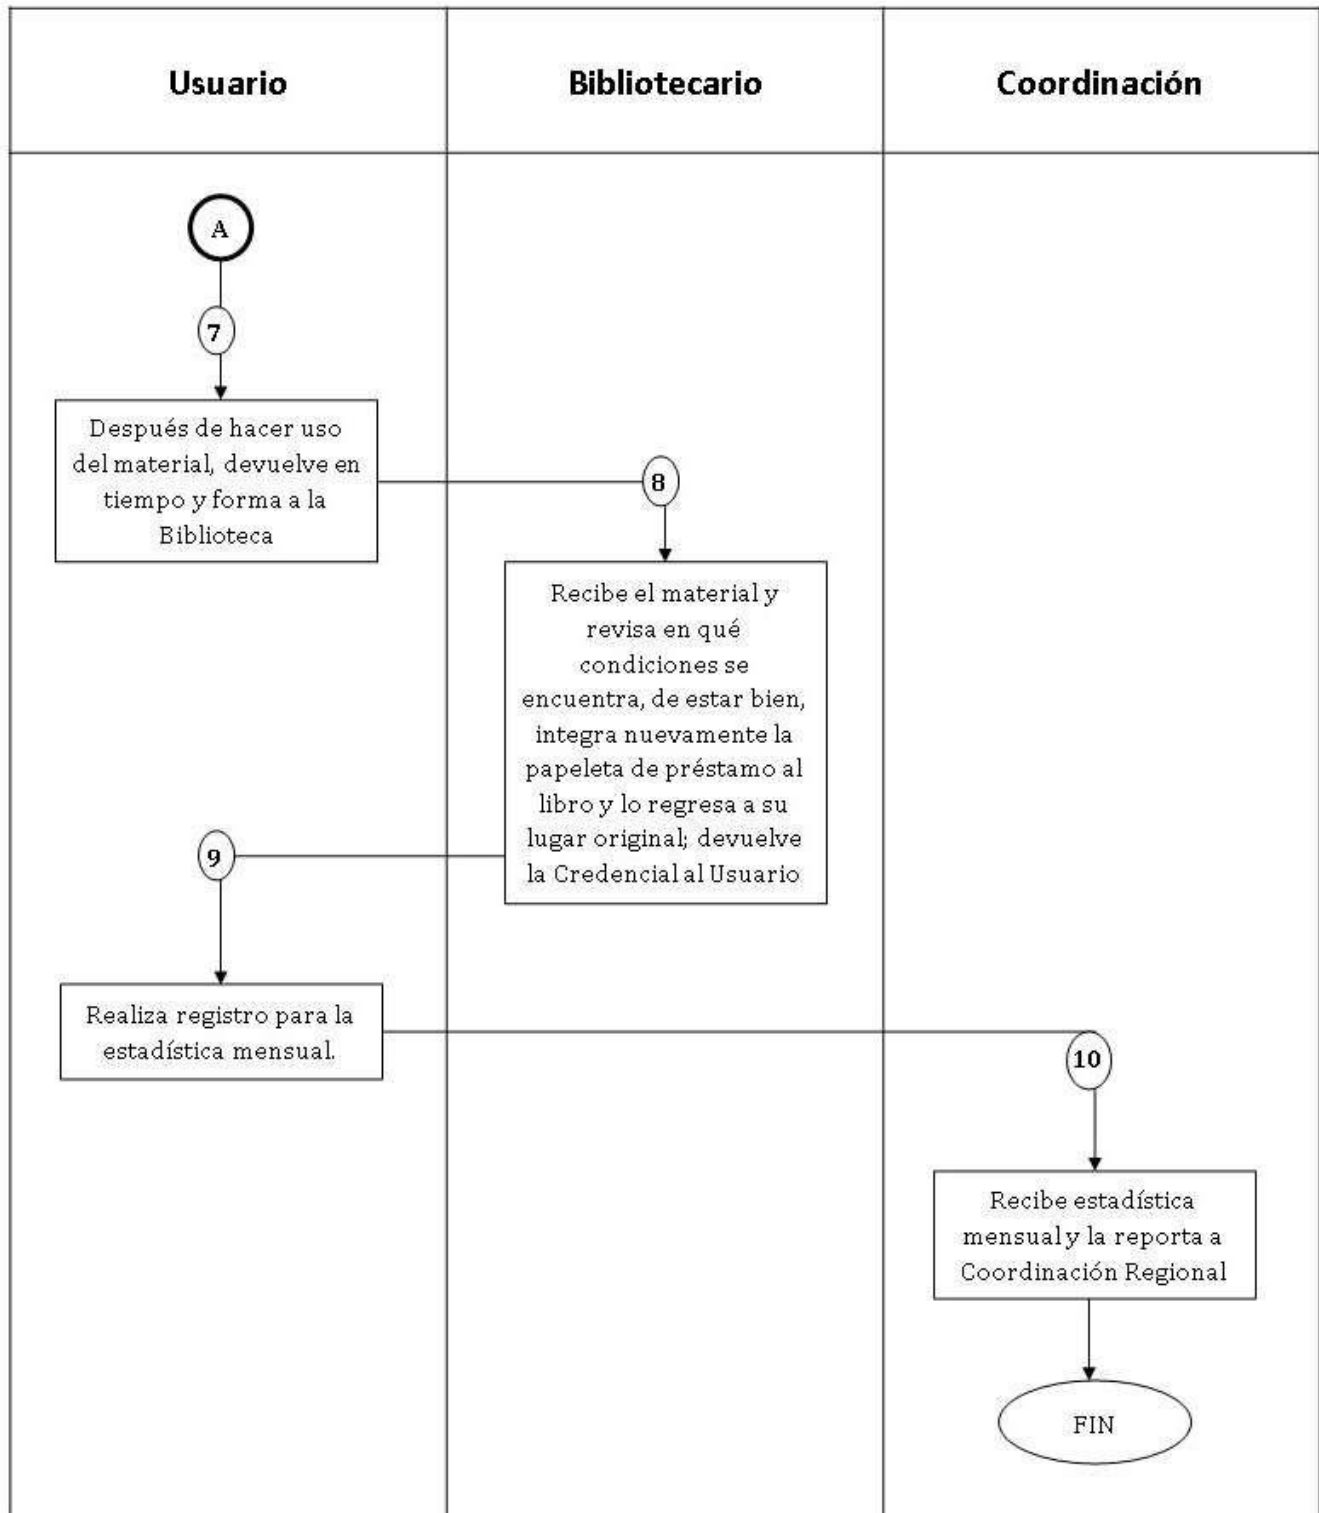 Usuario
Bibliotecario
Coordinación
A
7
Después de hacer uso
del material, devuelve en
tiempo y forma a la
Biblioteca
8
Recibe el material y
revisa en qué
condiciones se
encuentra, de estar bien,
integra nuevamente la
papeleta de préstamo al
libro y lo regresa a su
lugar original; devuelve
la Credencial al Usuario
9
Realiza registro para la
estadística mensual.
10
Recibe estadística
mensual y la reporta a
Coordinación Regional
FIN